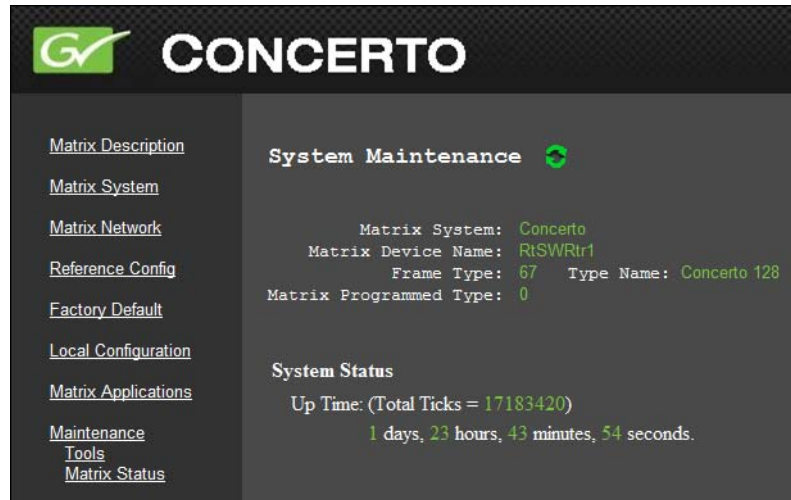 GV CONCERTO
Matrix Description
Matrix System
Matrix Network
Reference Config
Factory Default
Local Configuration
Matrix Applications
Maintenance
Tools
Matrix Status
System Maintenance
Matrix System: Concerto
Matrix Device Name: RtSWRtr1
Frame Type: 67 Type Name: Concerto 128
Matrix Programmed Type: 0
System Status
Up Time: (Total Ticks = 17183420)
1 days, 23 hours, 43 minutes, 54 seconds.